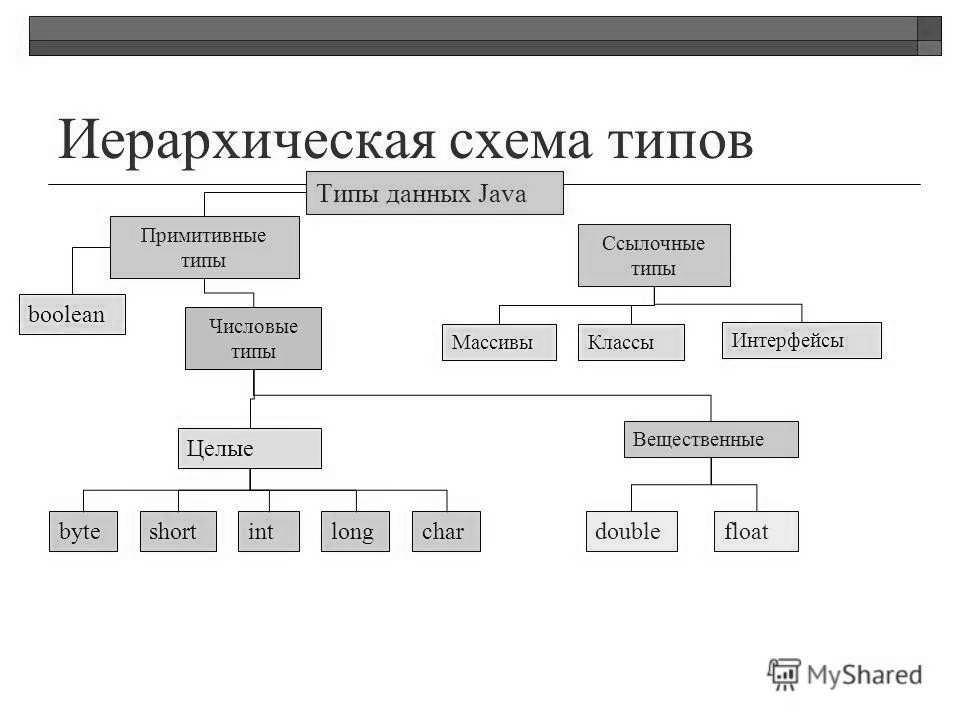 Иерархическая схема типов
Типы данных Java
Примитивные
типы
Ссылочные
типы
boolean
Числовые
типы
Массивы
Классы
Интерфейсы
Целые
Вещественные
byte
short
int
long
char
double
float
MyShared